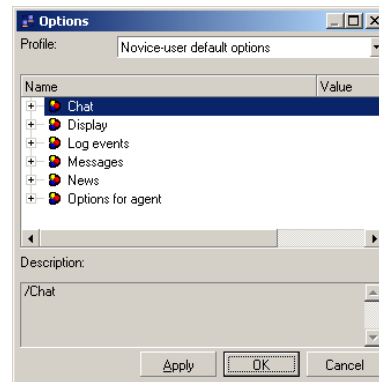 Options
Profile:
Novice-user default options
Name Value
Chat
Display
Log events
Messages
News
Options for agent
Description:
/Chat
Apply OK Cancel